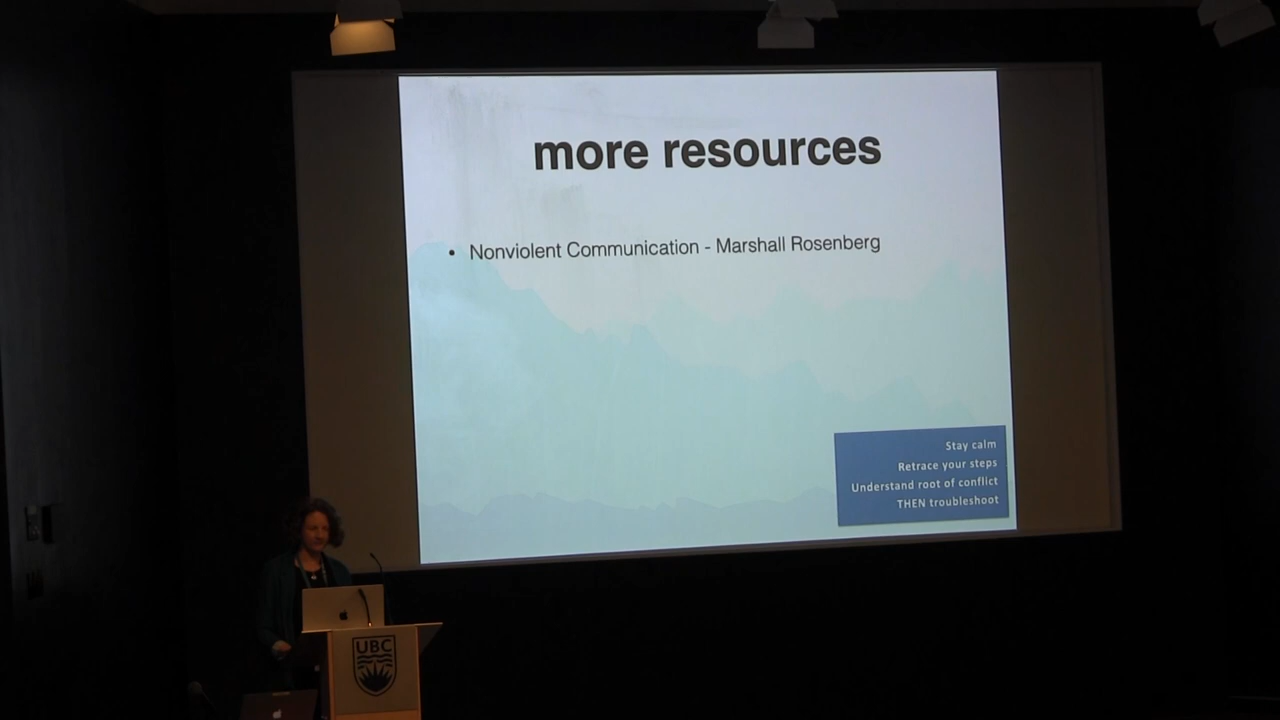 more resources
• Nonviolent Communication - Marshall Rosenberg
Stay calm
Retrace your steps
Understand root of conflict
THEN troubleshoot
UBC